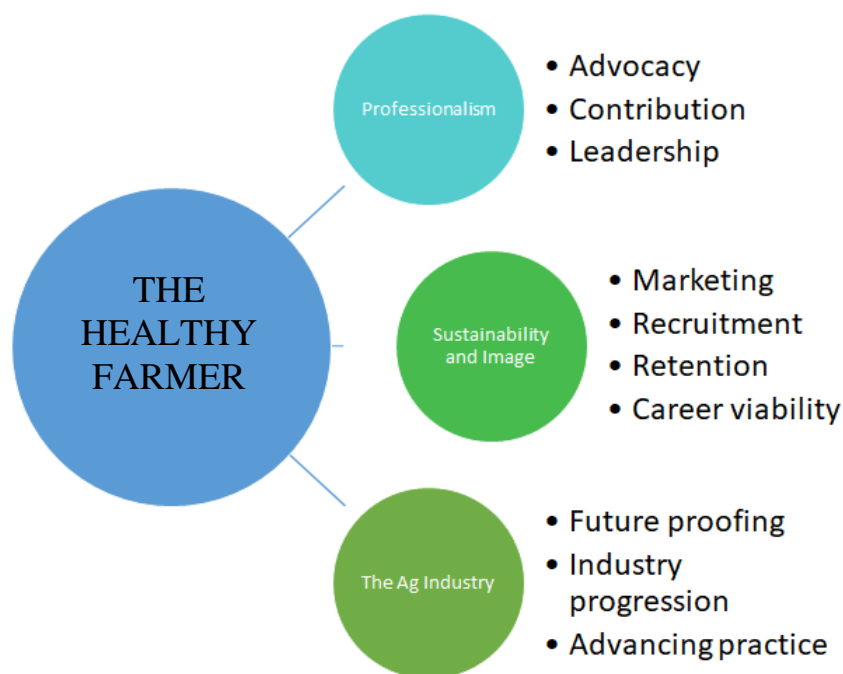 THE
HEALTHY
FARMER
Professionalism
• Advocacy
• Contribution
• Leadership
Sustainability
and Image
• Marketing
• Recruitment
• Retention
• Career viability
The Ag Industry
• Future proofing
• Industry
progression
• Advancing practice